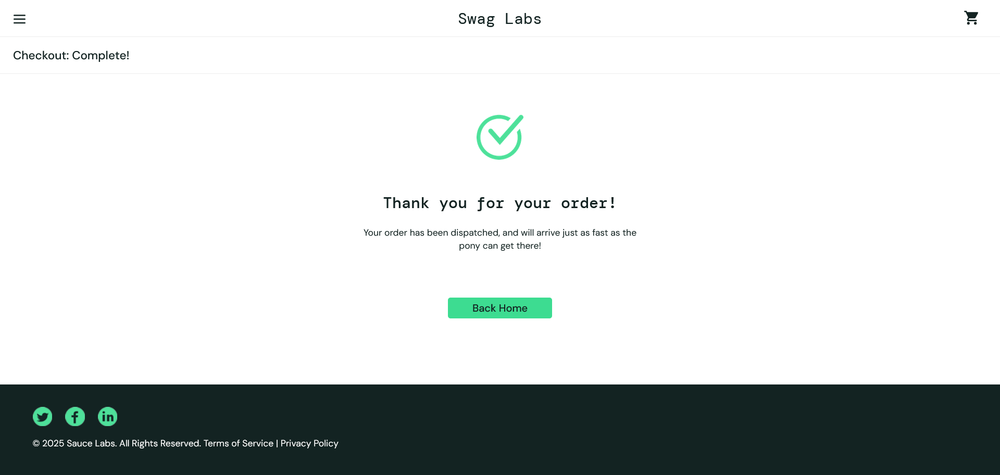 Swag Labs
Checkout: Complete!
Thank you for your order!
Your order has been dispatched, and will arrive just as fast as the
pony can get there!
Back Home
© 2025 Sauce Labs. All Rights Reserved. Terms of Service | Privacy Policy